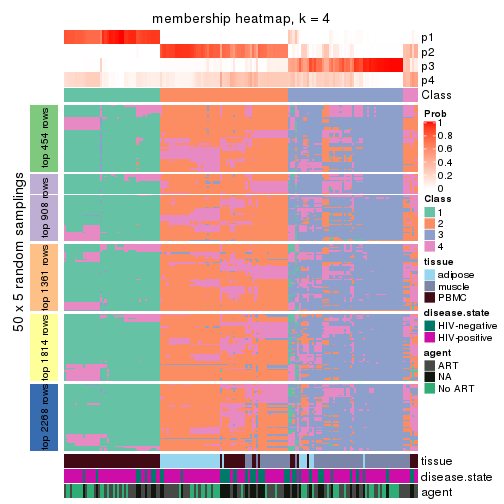 membership heatmap, k = 4
p1
p2
p3
p4
Class
50 x 5 random samplings
top 454 rows
top 908 rows
top 1361 rows
top 1814 rows
top 2268 rows
Prob
1
0.8
0.6
0.4
0.2
0
Class
1
2
3
4
tissue
adipose
muscle
PBMC
disease.state
HIV-negative
HIV-positive
agent
ART
NA
No ART
tissue
disease.state
agent